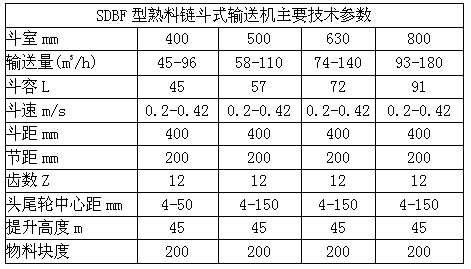 SDBF 型熟料链斗式输送机主要技术参数
斗室 mm 400 500 630 800
输送量(m³/h) 45-96 58-110 74-140 93-180
斗容 L 45 57 72 91
斗速 m/s 0.2-0.42 0.2-0.42 0.2-0.42 0.2-0.42
斗距 mm 400 400 400 400
节距 mm 200 200 200 200
齿数 Z 12 12 12 12
头尾轮中心距 mm 4-50 4-150 4-150 4-150
提升高度 m 45 45 45 45
物料块度 200 200 200 200